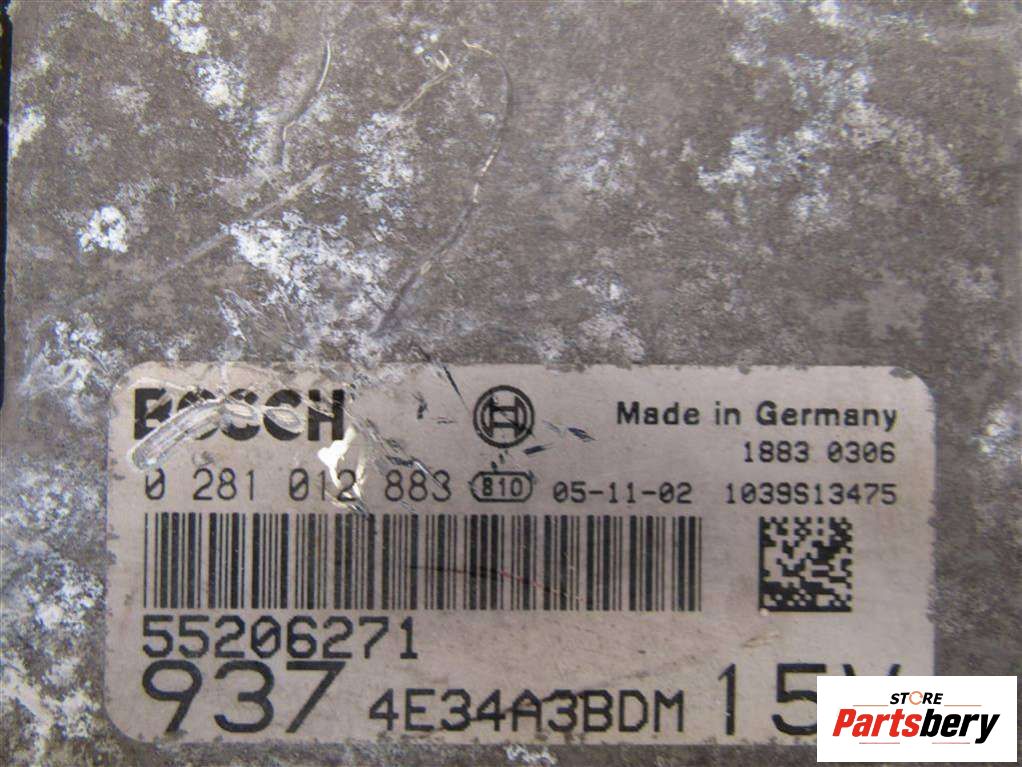 BOSCH
Made in Germany
1883 0306
0 281 012 883 810 05-11-02 1039S13475
55206271
937 4E34A3BDM 15V
STORE
Partsbery